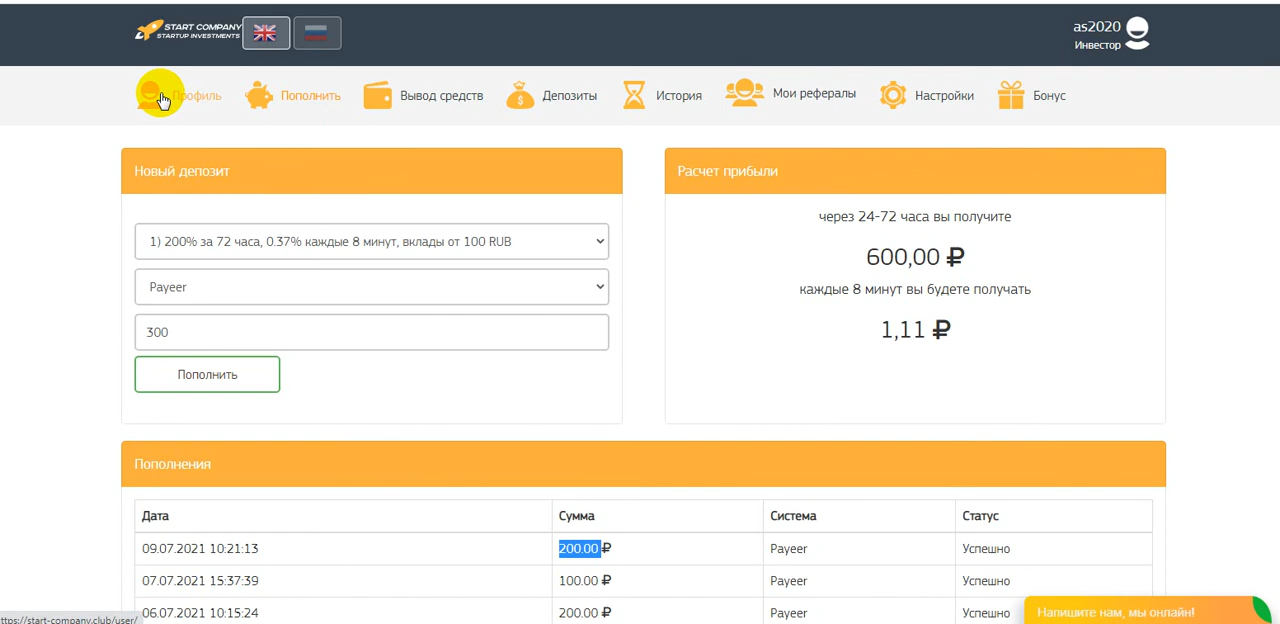 START COMPANY
STARTUP INVESTMENTS
as2020
Инвестор
Профиль
Пополнить
Вывод средств
Депозиты
История
Мои рефералы
Настройки
Бонус
Новый депозит
1) 200% за 72 часа, 0.37% каждые 8 минут, вклады от 100 RUB
Payeer
300
Пополнить
Расчет прибыли
через 24-72 часа вы получите
600,00 ₽
каждые 8 минут вы будете получать
1,11 ₽
Пополнения
Дата Сумма Система Статус
09.07.2021 10:21:13 200.00 ₽ Payeer Успешно
07.07.2021 15:37:39 100.00 ₽ Payeer Успешно
06.07.2021 10:15:24 200.00 ₽ Payeer Успешно
Напишите нам, мы онлайн!
ttps://start-company.club/user/